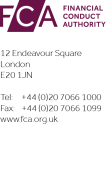 FCA FINANCIAL
CONDUCT
AUTHORITY
12 Endeavour Square
London
E20 1JN
Tel: +44 (0)20 7066 1000
Fax: +44 (0)20 7066 1099
www.fca.org.uk